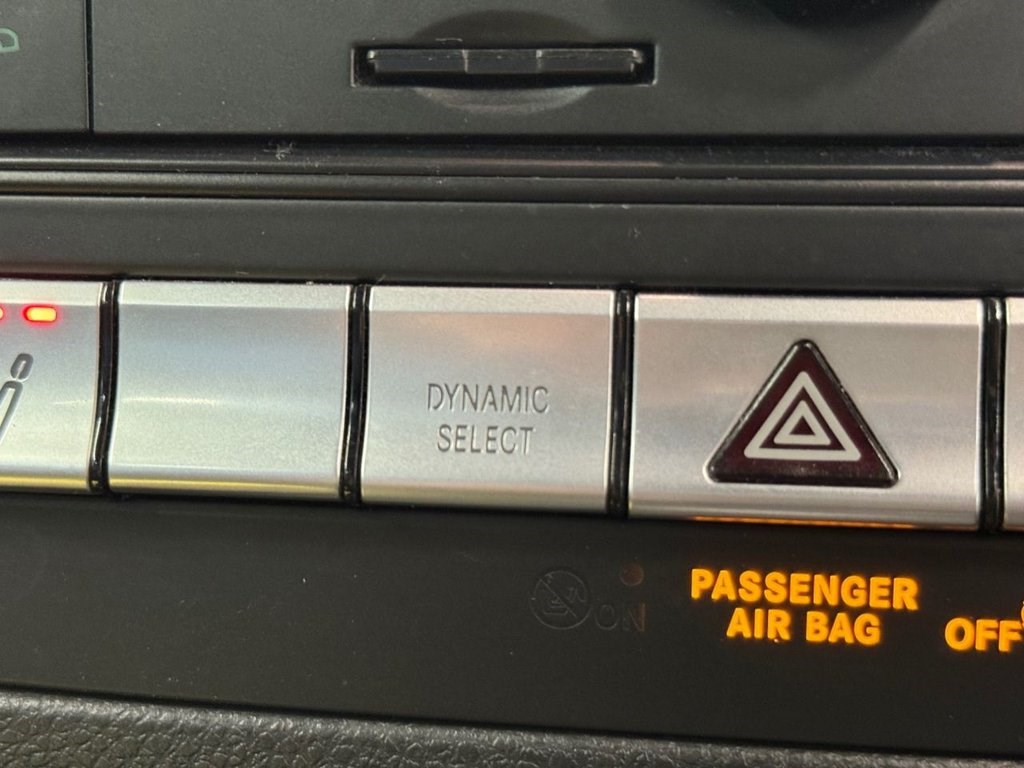 DYNAMIC
SELECT
PASSENGER
AIR BAG
ON
OFF